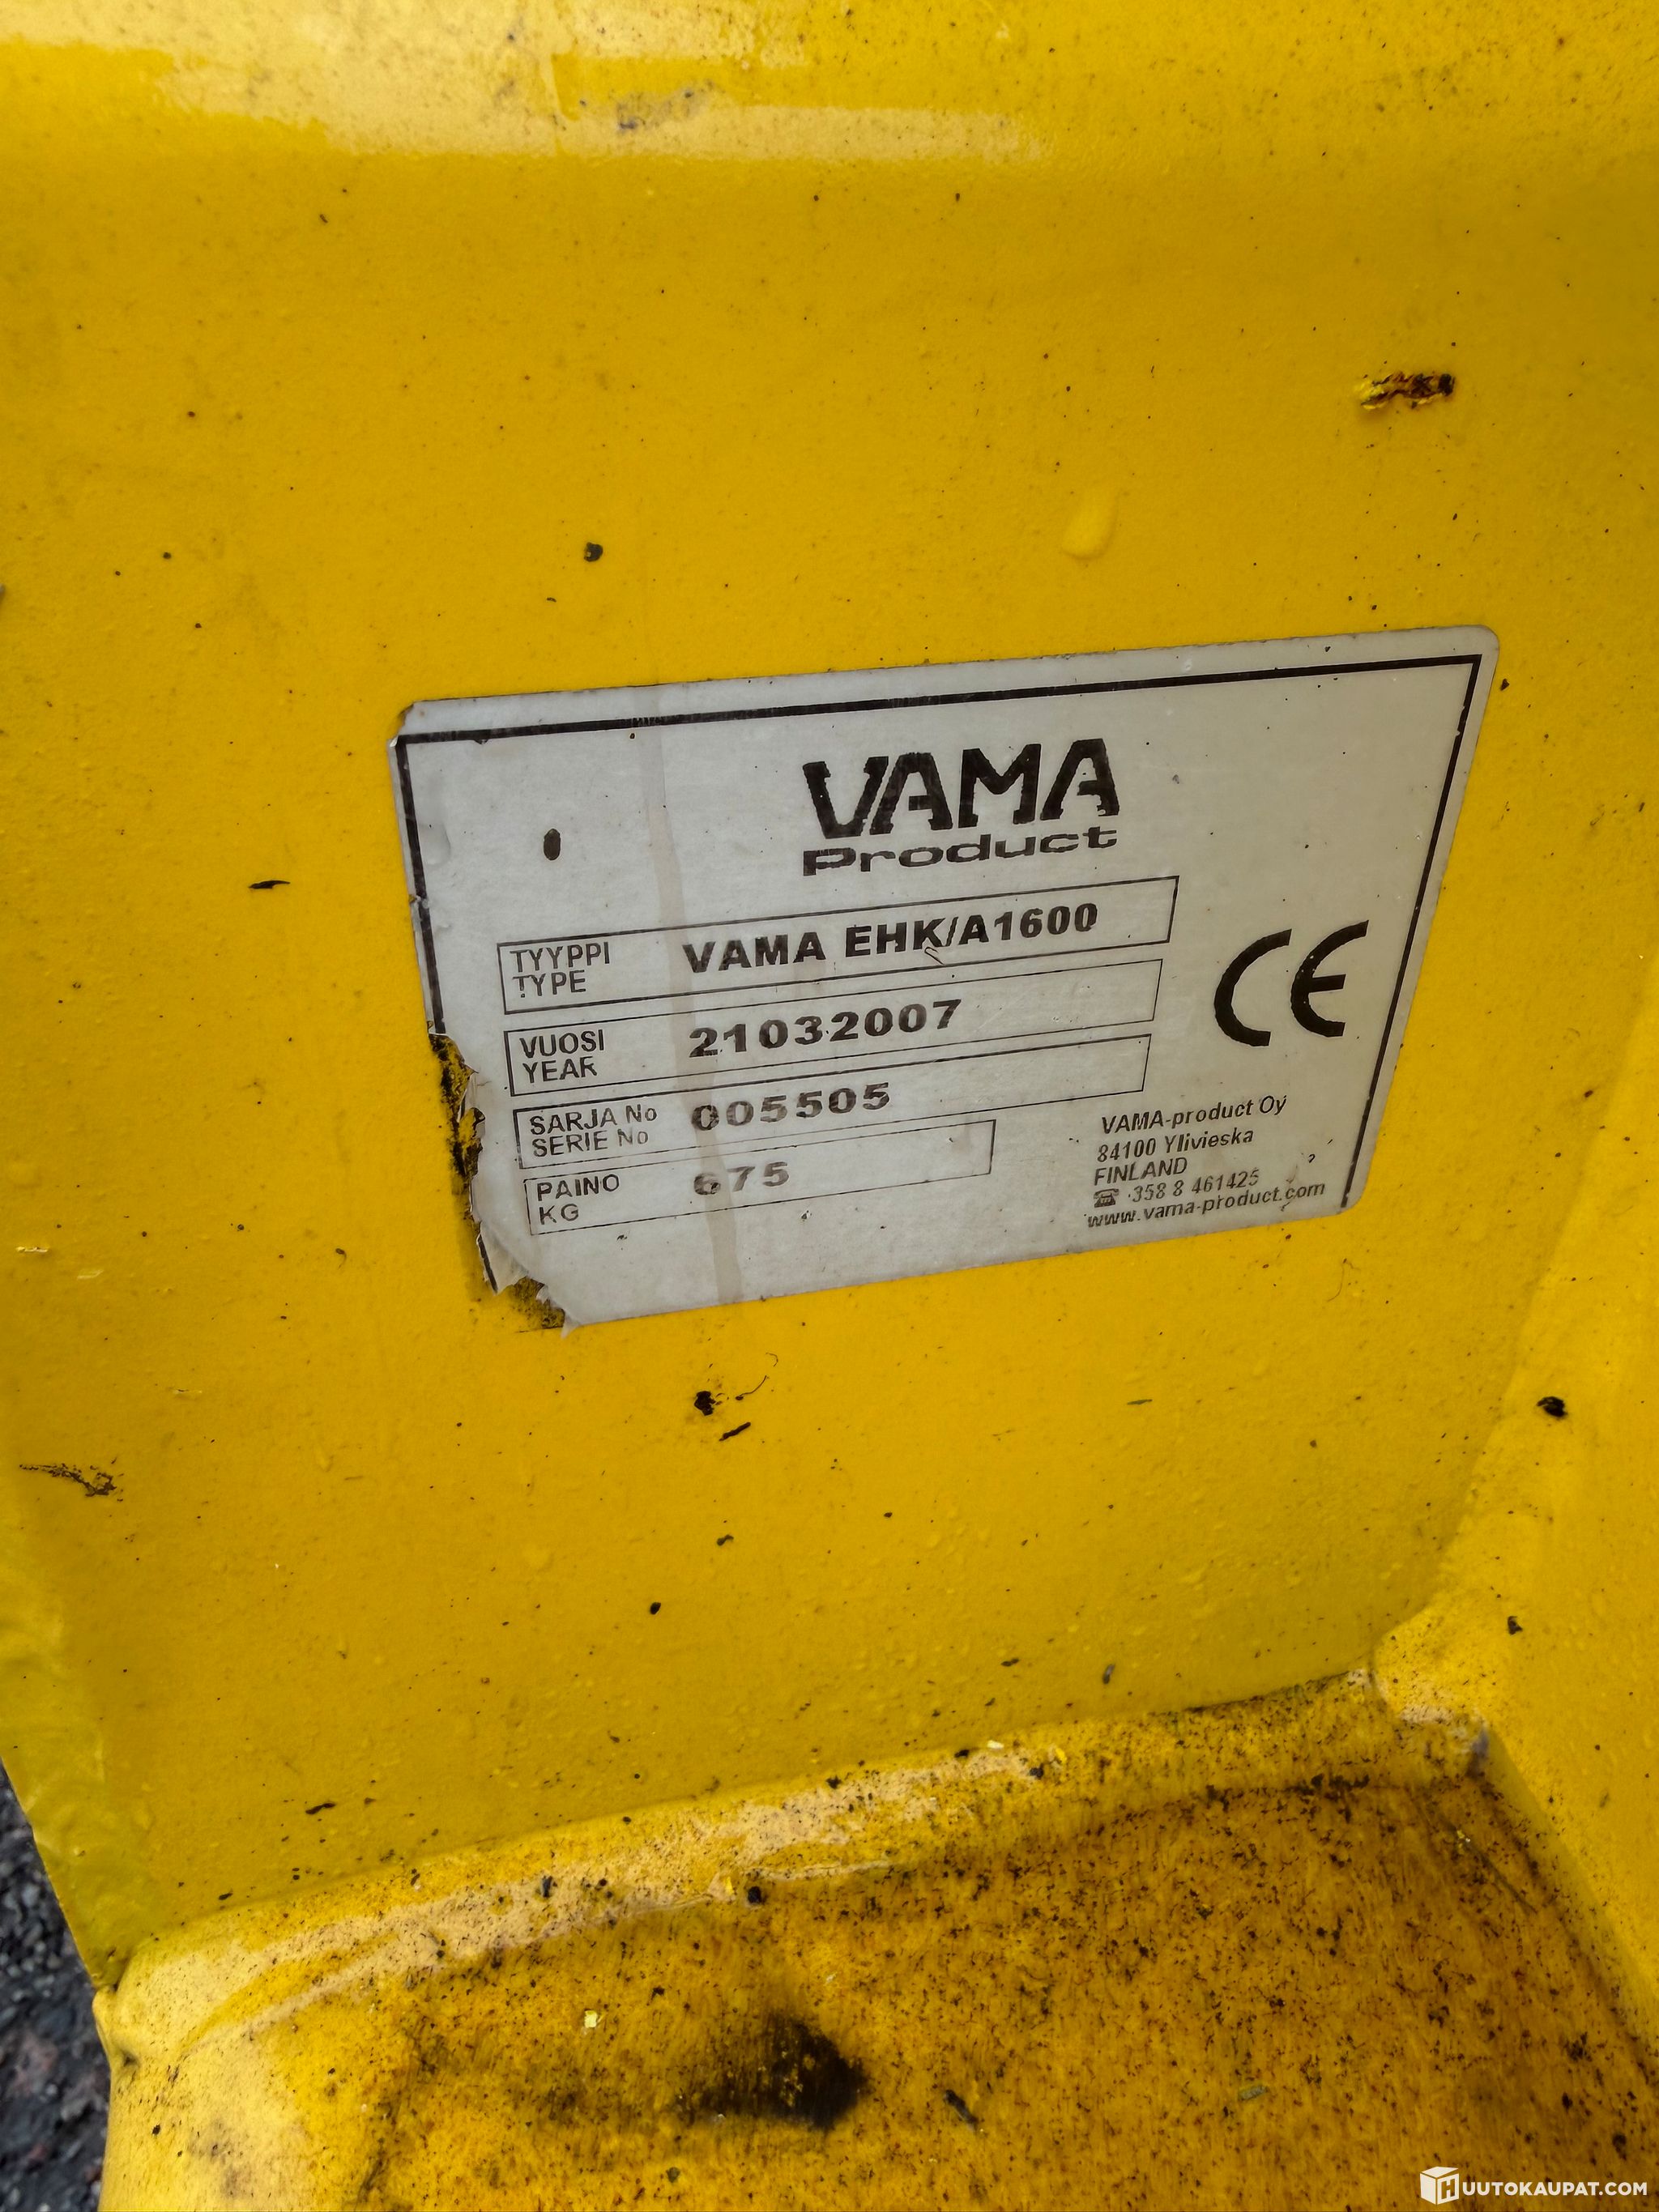 VAMA
Product
TYYPPI
TYPE
VAMA EHK/A1600
VUOSI
YEAR
21032007
SARJA No
SERIE No
005505
PAINO
KG
675
CE
VAMA-product Oy
84100 Ylivieska
FINLAND
☎ 358 8 461425
www.vama-product.com
HUUTOKAUPAT.COM